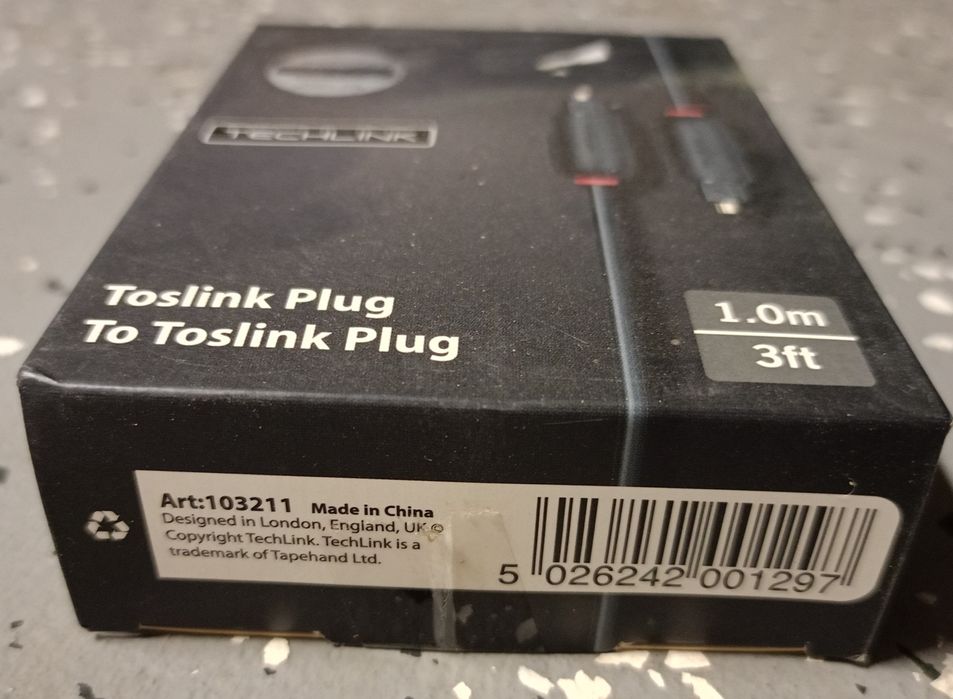 TECHLINK
Toslink Plug
To Toslink Plug
1.0m
3ft
Art:103211 Made in China
Designed in London, England, UK ©
Copyright TechLink. TechLink is a
trademark of Tapehand Ltd.
5 026242 001297